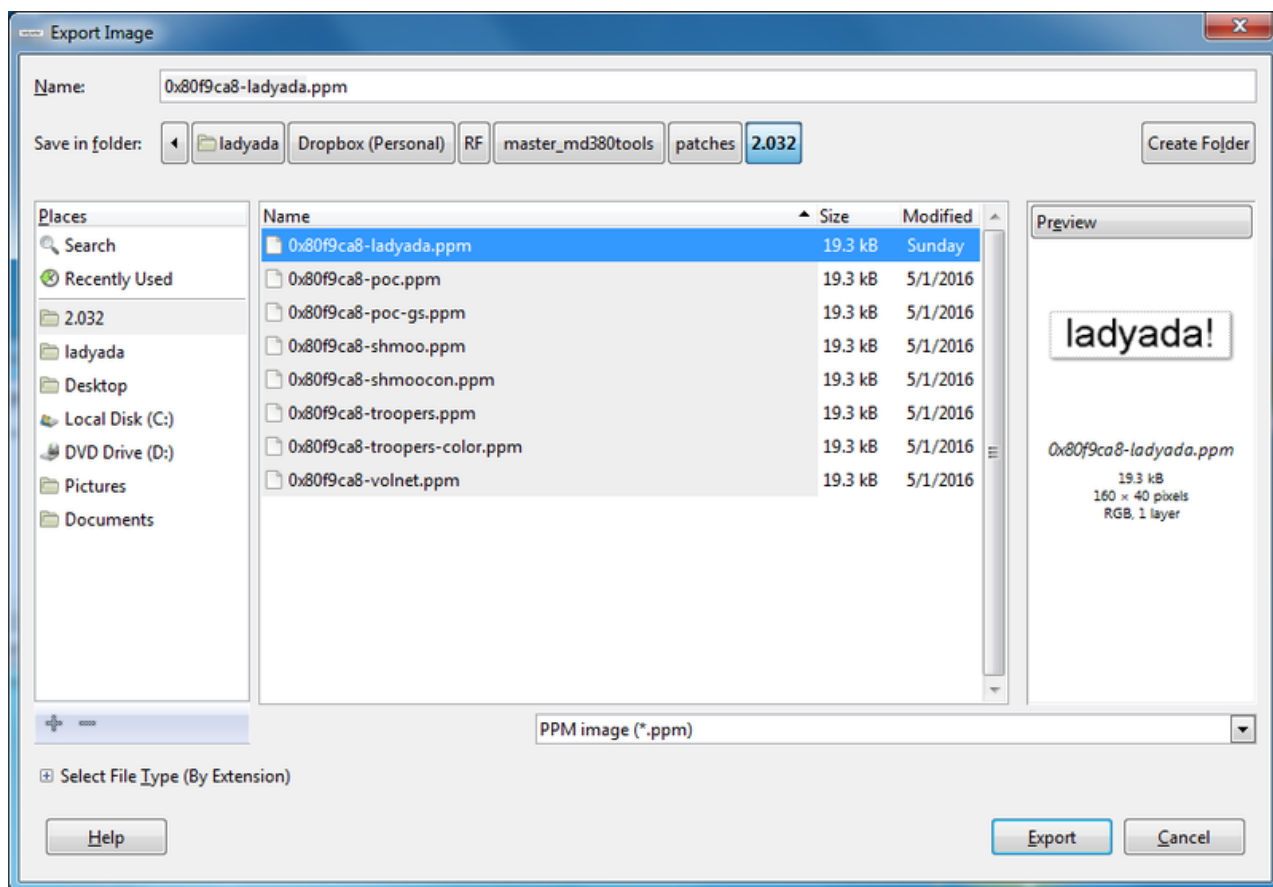 Export Image
Name: 0x80f9ca8-ladyada.ppm
Save in folder: ladyada Dropbox (Personal) RF master_md380tools patches 2.032 Create Folder
Places
Search
Recently Used
2.032
ladyada
Desktop
Local Disk (C:)
DVD Drive (D:)
Pictures
Documents
Name Size Modified
0x80f9ca8-ladyada.ppm 19.3 kB Sunday
0x80f9ca8-poc.ppm 19.3 kB 5/1/2016
0x80f9ca8-poc-gs.ppm 19.3 kB 5/1/2016
0x80f9ca8-shmoo.ppm 19.3 kB 5/1/2016
0x80f9ca8-shmoocon.ppm 19.3 kB 5/1/2016
0x80f9ca8-troopers.ppm 19.3 kB 5/1/2016
0x80f9ca8-troopers-color.ppm 19.3 kB 5/1/2016
0x80f9ca8-volnet.ppm 19.3 kB 5/1/2016
Preview
ladyada!
0x80f9ca8-ladyada.ppm
19.3 kB
160 × 40 pixels
RGB, 1 layer
PPM image (*.ppm)
Select File Type (By Extension)
Help Export Cancel